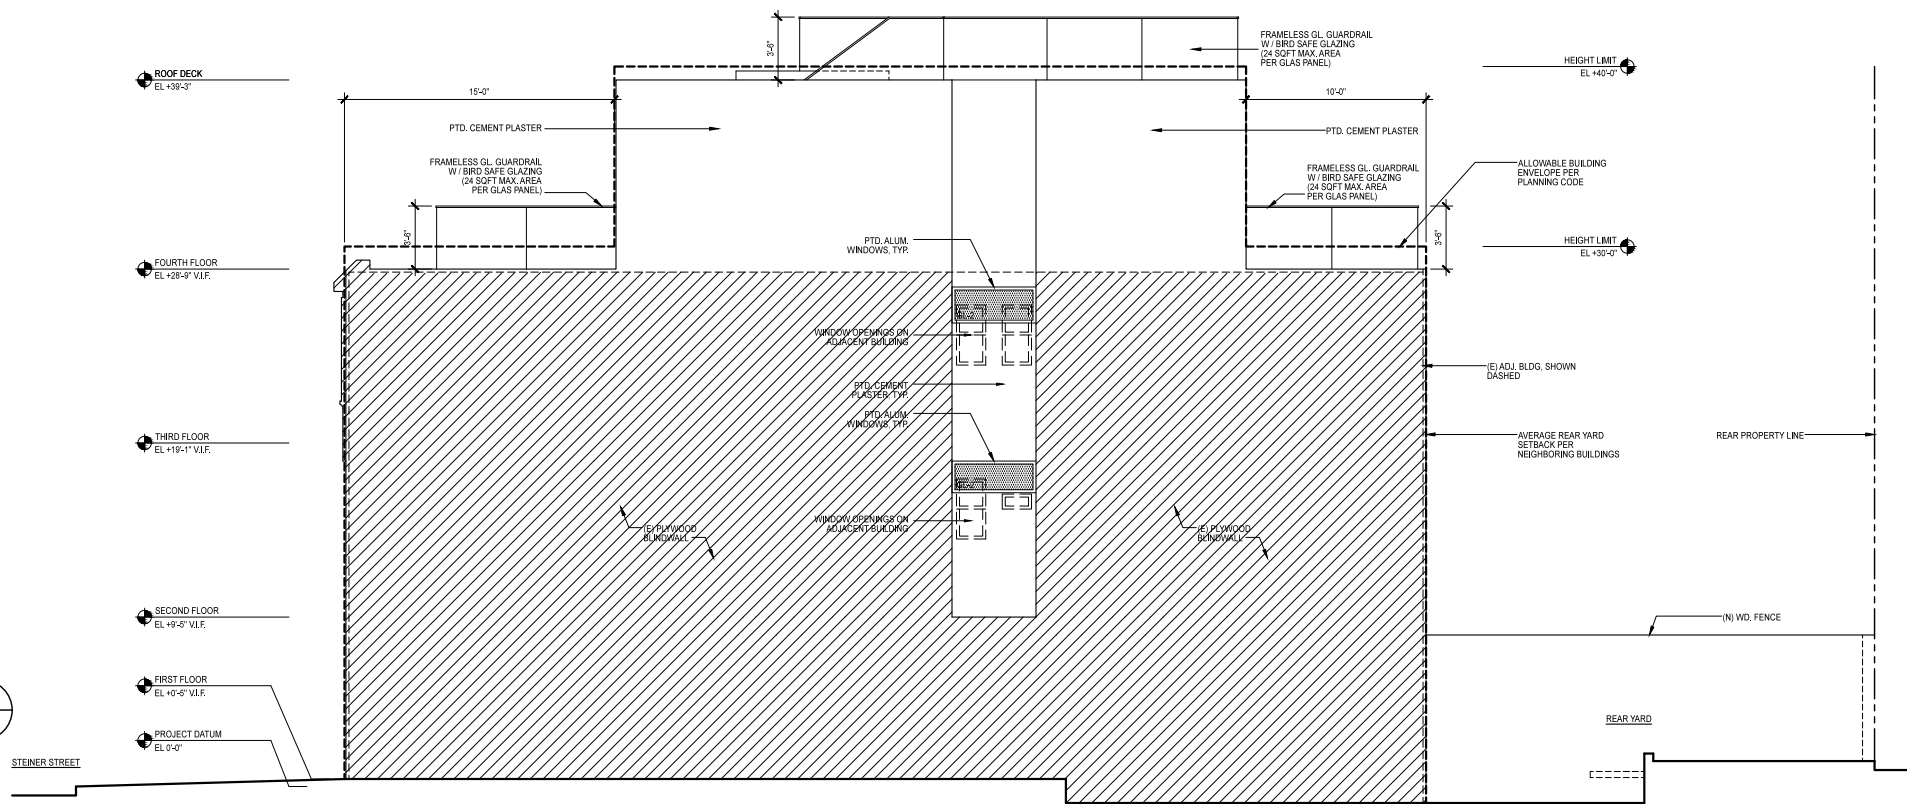 FRAMELESS GL. GUARDRAIL
W / BIRD SAFE GLAZING
(24 SQFT MAX. AREA
PER GLAS PANEL)
3'-6"
ROOF DECK
EL +39'-3"
HEIGHT LIMIT
EL +40'-0"
15'-0"
10'-0"
PTD. CEMENT PLASTER
PTD. CEMENT PLASTER
FRAMELESS GL. GUARDRAIL
W / BIRD SAFE GLAZING
(24 SQFT MAX. AREA
PER GLAS PANEL)
FRAMELESS GL. GUARDRAIL
W / BIRD SAFE GLAZING
(24 SQFT MAX. AREA
PER GLAS PANEL)
ALLOWABLE BUILDING
ENVELOPE PER
PLANNING CODE
3'-6"
3'-6"
PTD. ALUM.
WINDOWS, TYP.
HEIGHT LIMIT
EL +30'-0"
FOURTH FLOOR
EL +28'-9" V.I.F.
WINDOW OPENINGS ON
ADJACENT BUILDING
(E) ADJ. BLDG, SHOWN
DASHED
PTD. CEMENT
PLASTER, TYP.
PTD. ALUM.
WINDOWS, TYP.
THIRD FLOOR
EL +19'-1" V.I.F.
AVERAGE REAR YARD
SETBACK PER
NEIGHBORING BUILDINGS
REAR PROPERTY LINE
WINDOW OPENINGS ON
ADJACENT BUILDING
(E) PLYWOOD
BLINDWALL
(E) PLYWOOD
BLINDWALL
SECOND FLOOR
EL +9'-5" V.I.F.
(N) WD. FENCE
FIRST FLOOR
EL +0'-5" V.I.F.
REAR YARD
PROJECT DATUM
EL 0'-0"
STEINER STREET